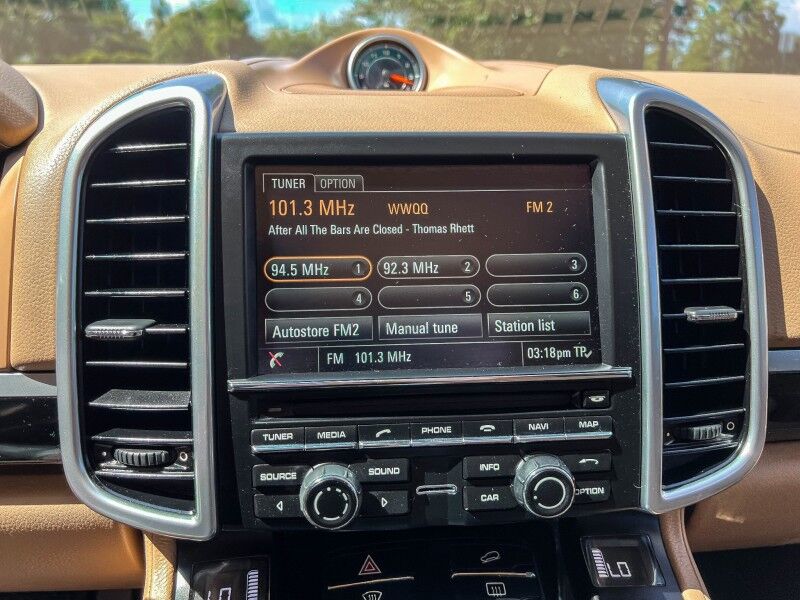 TUNER OPTION
101.3 MHz WWQQ FM 2
After All The Bars Are Closed - Thomas Rhett
94.5 MHz 1 92.3 MHz 2 3
4 5 6
Autostore FM2 Manual tune Station list
FM 101.3 MHz 03:18pm TP
TUNER MEDIA PHONE NAVI MAP
SOURCE SOUND INFO
CAR OPTION
LO LO